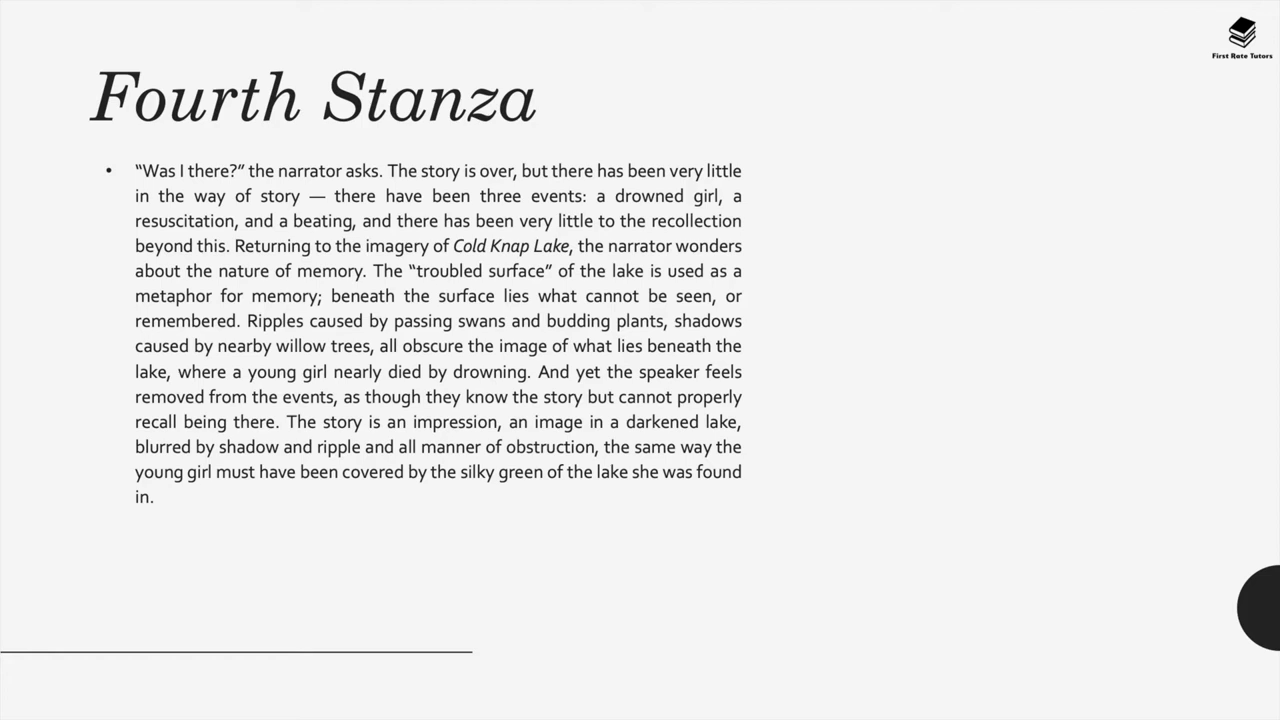 First Rate Tutors
Fourth Stanza
• “Was I there?” the narrator asks. The story is over, but there has been very little
in the way of story — there have been three events: a drowned girl, a
resuscitation, and a beating, and there has been very little to the recollection
beyond this. Returning to the imagery of Cold Knap Lake, the narrator wonders
about the nature of memory. The “troubled surface” of the lake is used as a
metaphor for memory; beneath the surface lies what cannot be seen, or
remembered. Ripples caused by passing swans and budding plants, shadows
caused by nearby willow trees, all obscure the image of what lies beneath the
lake, where a young girl nearly died by drowning. And yet the speaker feels
removed from the events, as though they know the story but cannot properly
recall being there. The story is an impression, an image in a darkened lake,
blurred by shadow and ripple and all manner of obstruction, the same way the
young girl must have been covered by the silky green of the lake she was found
in.